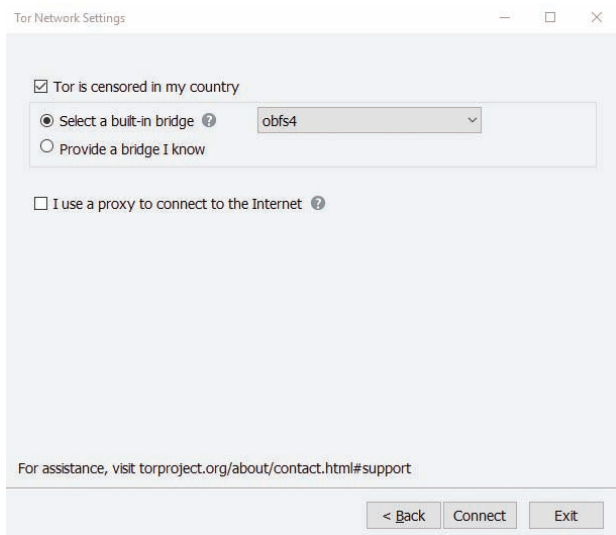 Tor Network Settings
Tor is censored in my country
Select a built-in bridge ? obfs4
Provide a bridge I know
I use a proxy to connect to the Internet ?
For assistance, visit torproject.org/about/contact.html#support
< Back Connect Exit